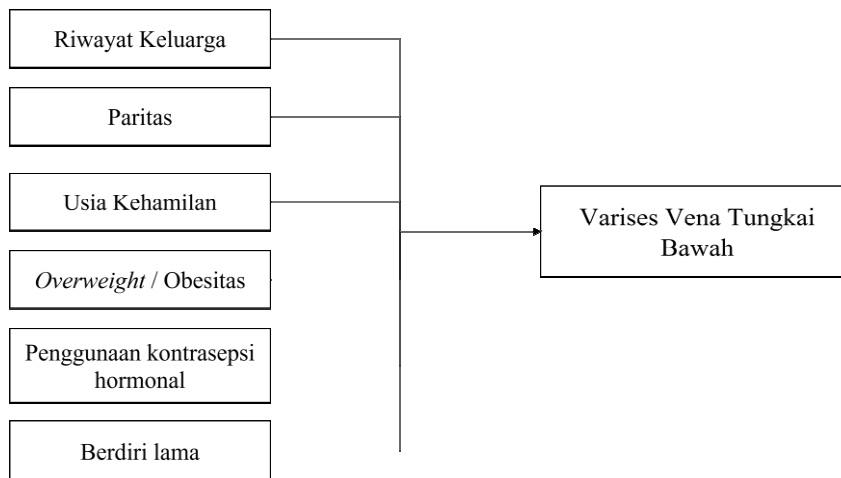 Riwayat Keluarga
Paritas
Usia Kehamilan
Overweight / Obesitas
Penggunaan kontrasepsi
hormonal
Berdiri lama
Varises Vena Tungkai
Bawah